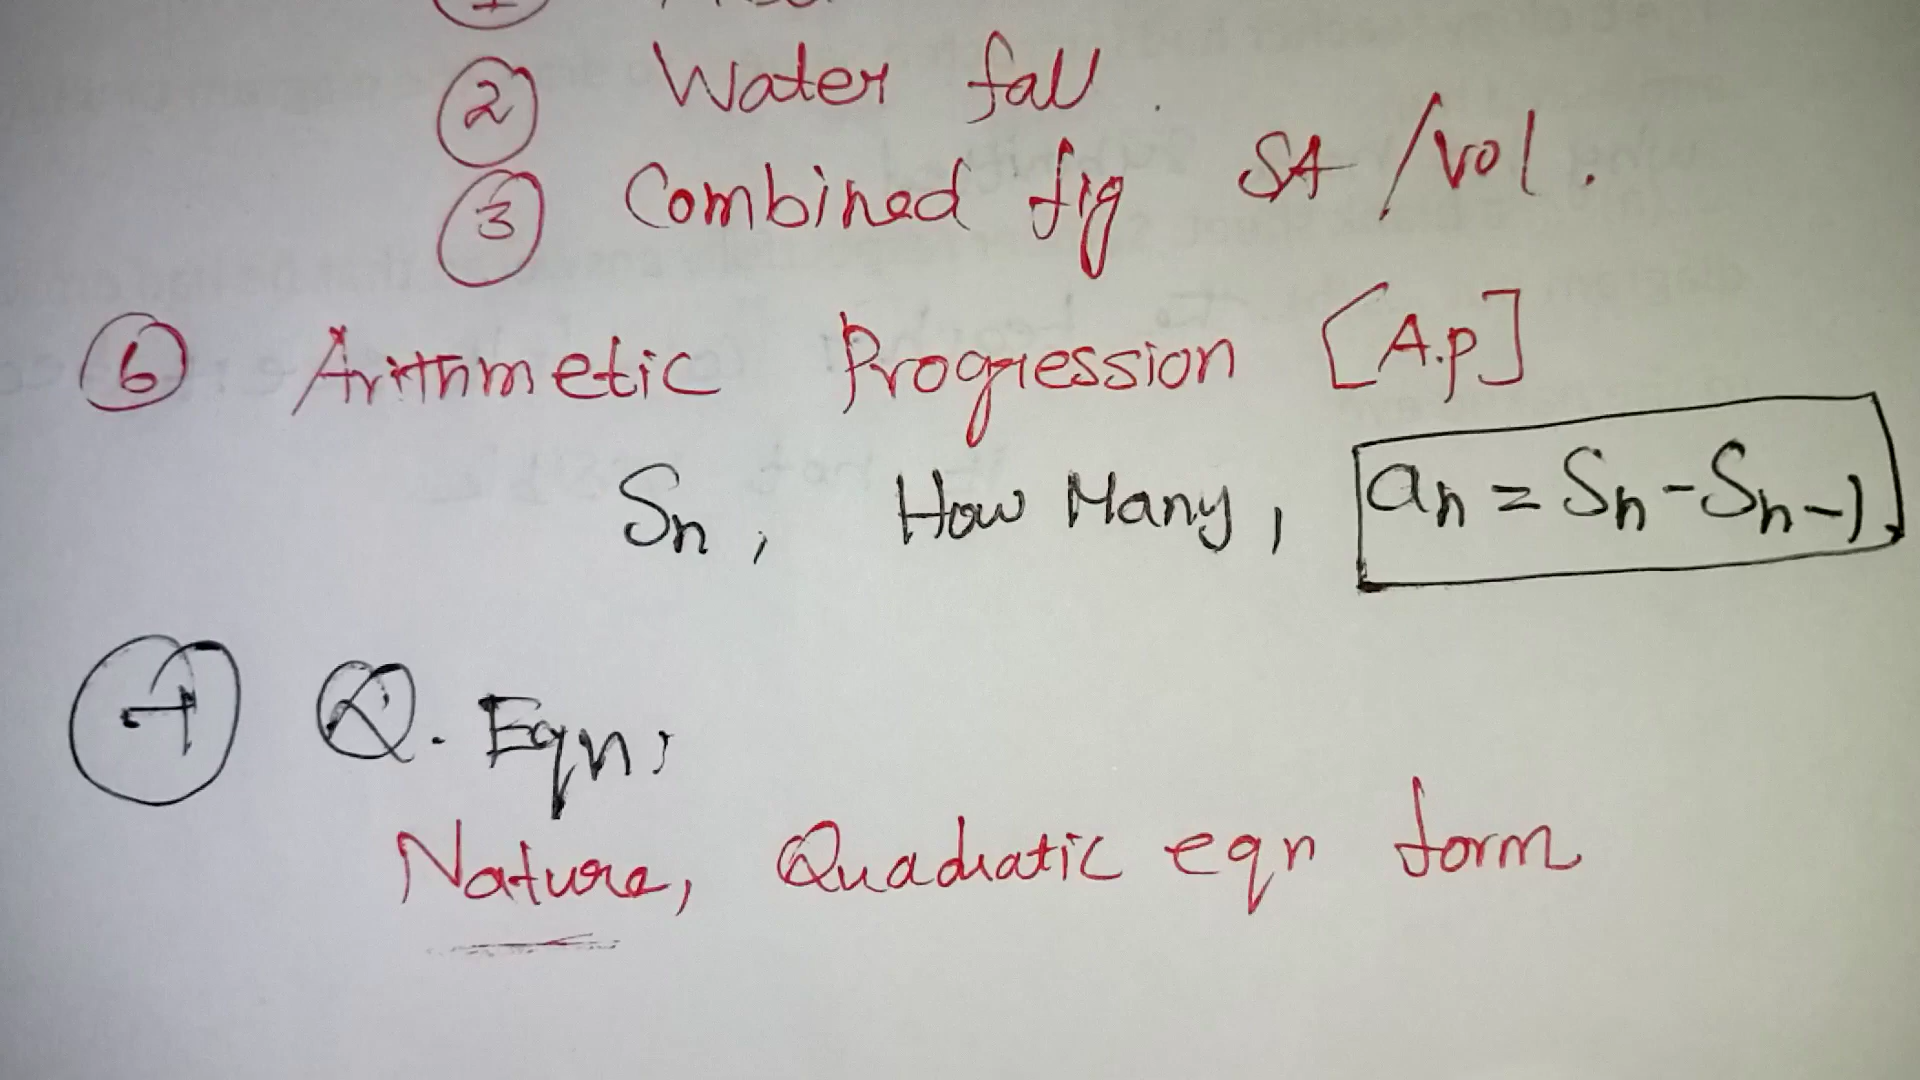 ② Water fall
③ Combined fig SA/Vol.
⑥ Arithmetic Progression [A.P]
Sn, How Many, an = Sn - Sn-1
⑦ Q. Eqn:
Nature, Quadratic eqn form